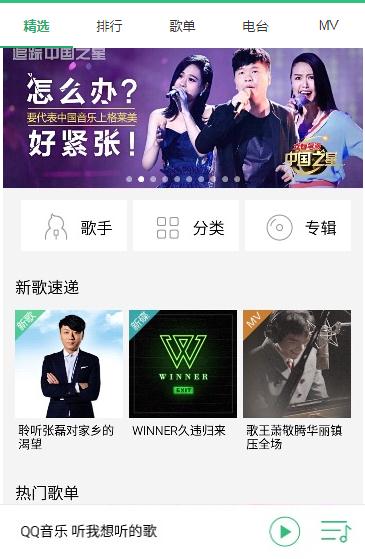 精选 排行 歌单 电台 MV
追踪中国之星
怎么办？
要代表中国音乐上格莱美
好紧张！
中国之星
歌手 分类 专辑
新歌速递
新歌 新碟 MV
WINNER
EXIT
聆听张磊对家乡的 WINNER久违归来 歌王萧敬腾华丽镇
渴望 压全场
热门歌单
QQ音乐 听我想听的歌